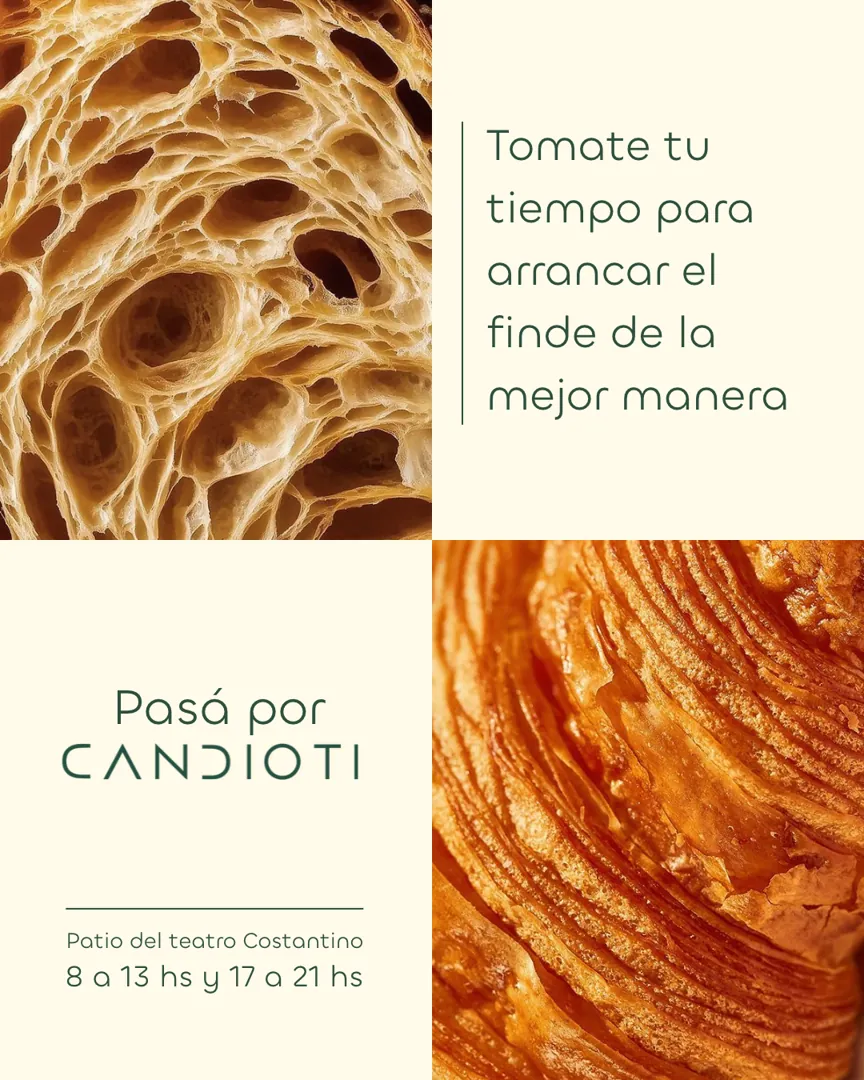 Tomate tu
tiempo para
arrancar el
finde de la
mejor manera
Pasá por
CANDIOTI
Patio del teatro Costantino
8 a 13 hs y 17 a 21 hs